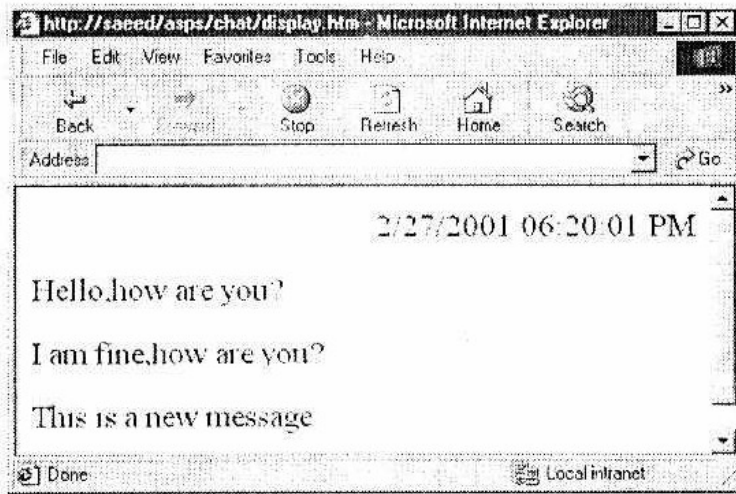 http://saeed/asps/chat/display.htm - Microsoft Internet Explorer
File Edit View Favorites Tools Help
Back Forward Stop Refresh Home Search »
Address Go
2/27/2001 06:20:01 PM
Hello,how are you?
I am fine,how are you?
This is a new message
Done Local intranet